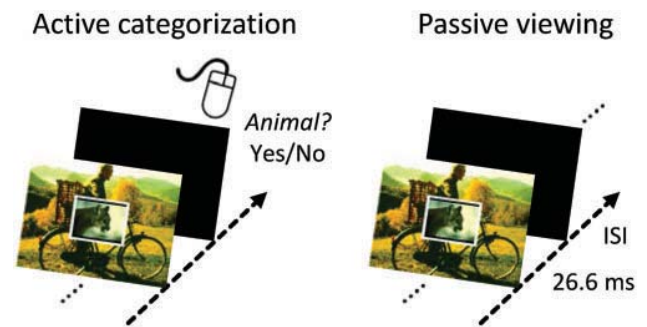 Active categorization
Passive viewing
Animal?
Yes/No
ISI
26.6 ms